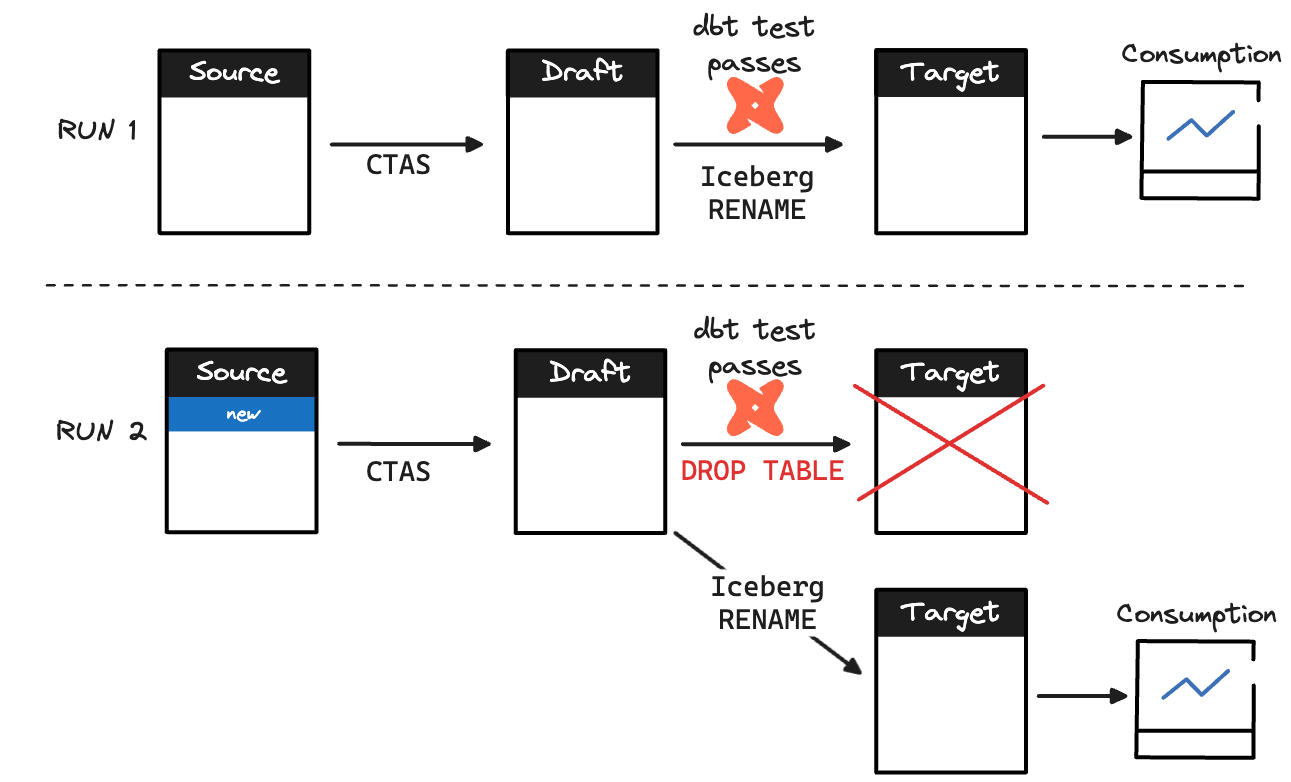 dbt test
passes
Source
Draft
Target
Consumption
RUN 1
CTAS
Iceberg
RENAME
dbt test
passes
Source
Draft
Target
new
RUN 2
CTAS
DROP TABLE
Iceberg
RENAME
Target
Consumption